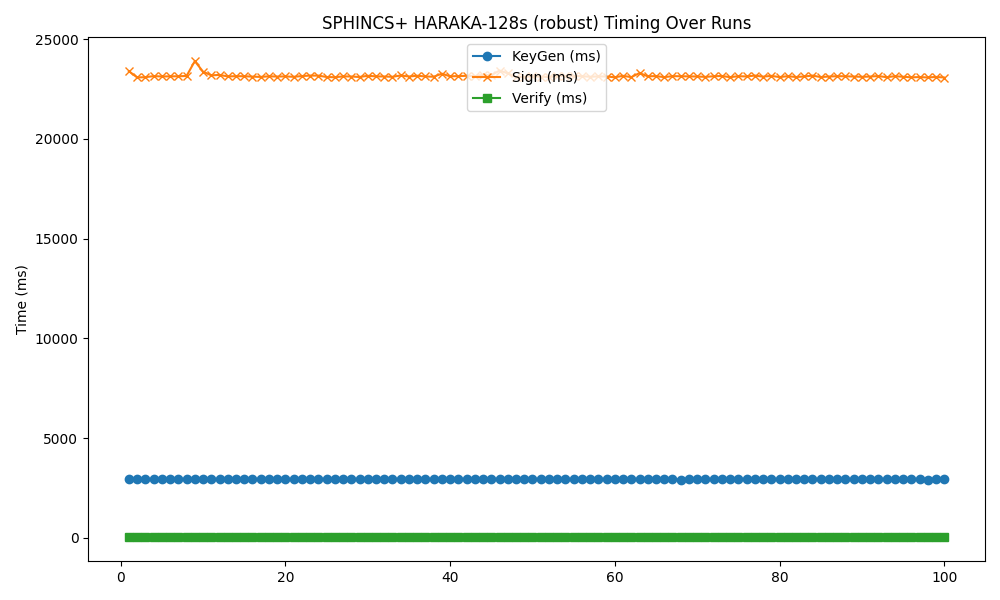 SPHINCS+ HARAKA-128s (robust) Timing Over Runs
KeyGen (ms)
Sign (ms)
Verify (ms)
Time (ms)
25000
20000
15000
10000
5000
0
0 20 40 60 80 100